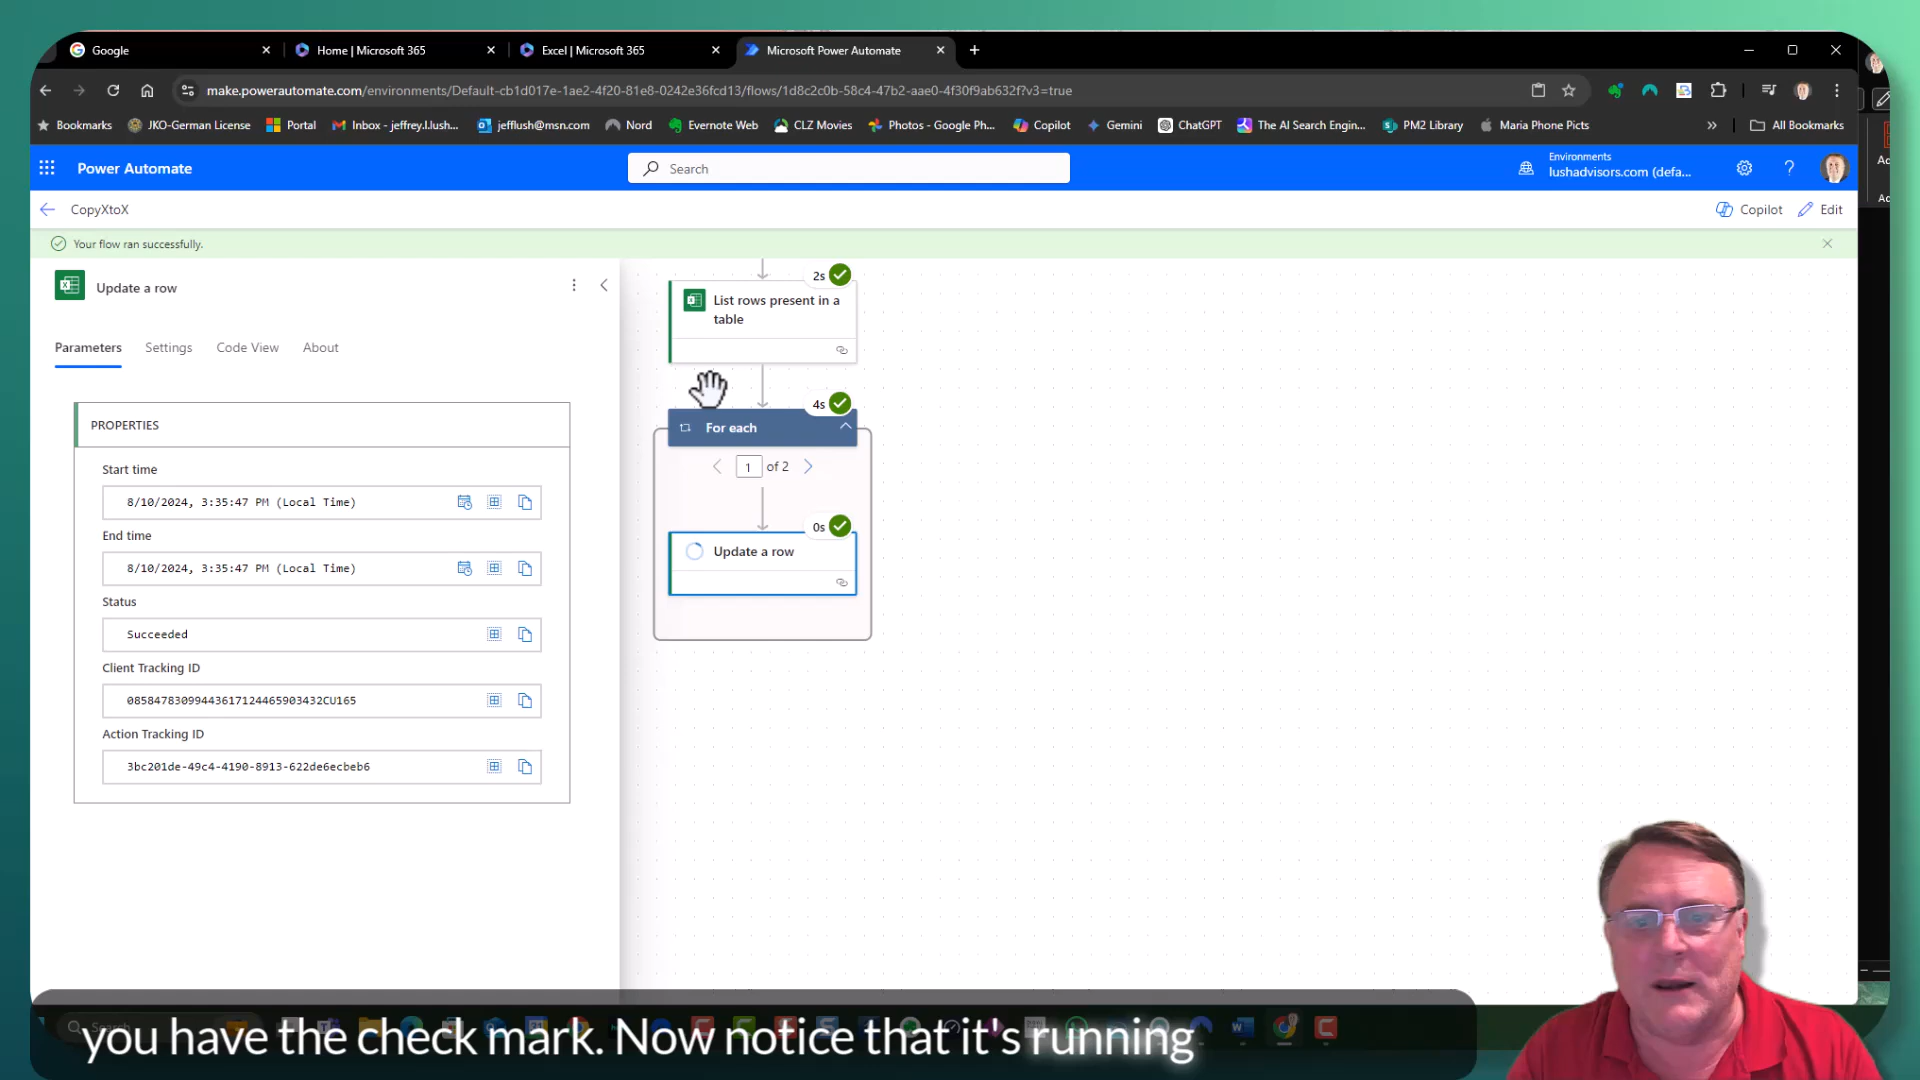 Google
Home | Microsoft 365
Excel | Microsoft 365
Microsoft Power Automate
make.powerautomate.com/environments/Default-cb1d017e-1ae2-4f20-81e8-0242e36fcd13/flows/1d8c2c0b-58c4-47b2-aae0-4f30f9ab632f?v3=true
Bookmarks
JKO-German License
Portal
Inbox - jeffrey.l.lush...
jefflush@msn.com
Nord
Evernote Web
CLZ Movies
Photos - Google Ph...
Copilot
Gemini
ChatGPT
The AI Search Engin...
PM2 Library
Maria Phone Picts
All Bookmarks
Power Automate
Search
Environments
lushadvisors.com (defa...
CopyXtoX
Copilot
Edit
Your flow ran successfully.
Update a row
Parameters
Settings
Code View
About
PROPERTIES
Start time
8/10/2024, 3:35:47 PM (Local Time)
End time
8/10/2024, 3:35:47 PM (Local Time)
Status
Succeeded
Client Tracking ID
08584783099443617124465903432CU165
Action Tracking ID
3bc201de-49c4-4190-8913-622de6ecbeb6
2s
List rows present in a
table
4s
For each
1 of 2
0s
Update a row
you have the check mark. Now notice that it's running